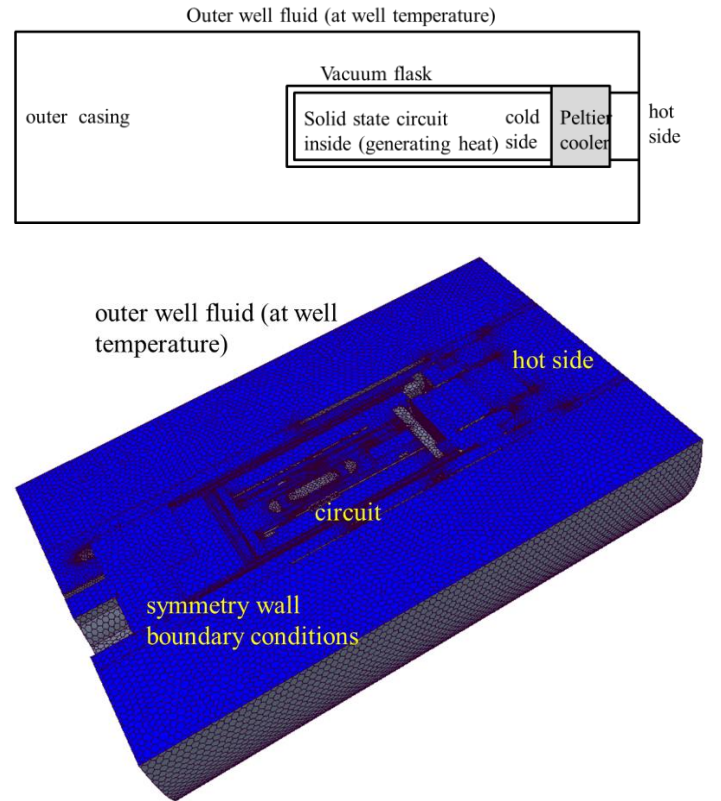 Outer well fluid (at well temperature)
Vacuum flask
outer casing
Solid state circuit
inside (generating heat)
cold
side
Peltier
cooler
hot
side
outer well fluid (at well
temperature)
hot side
circuit
symmetry wall
boundary conditions